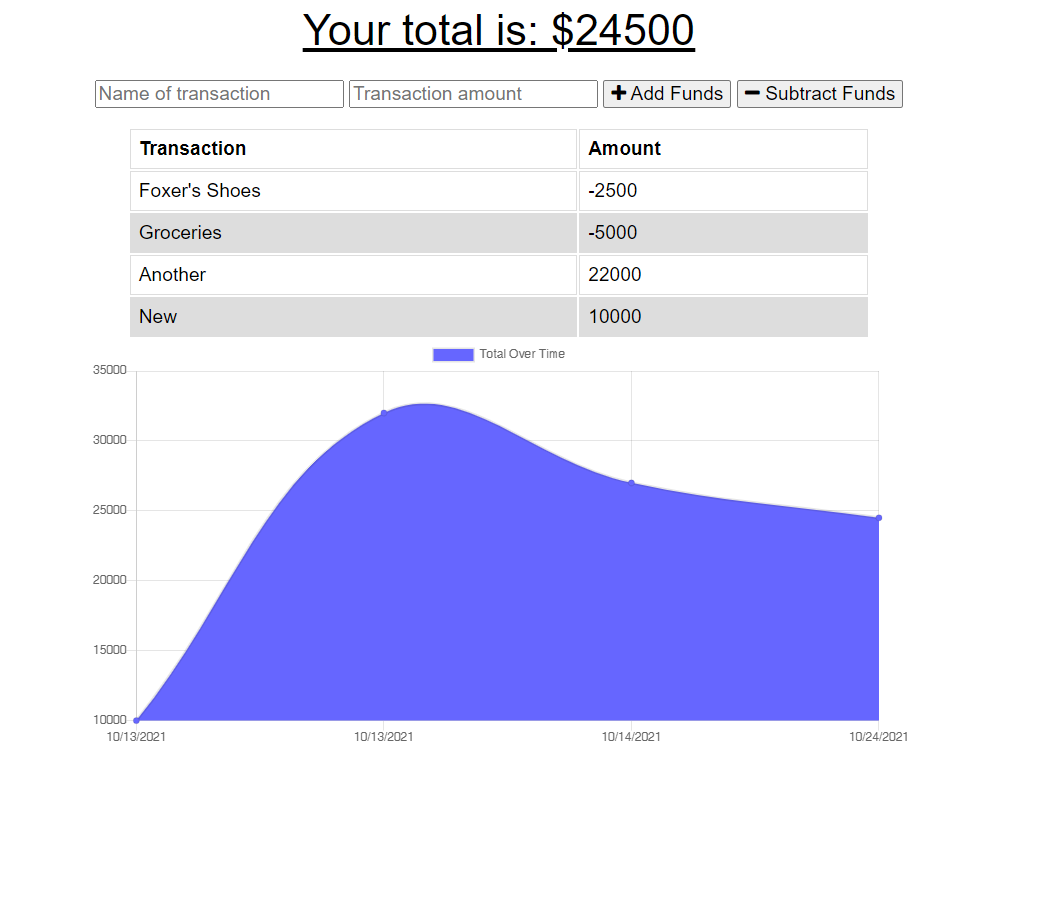 Your total is: $24500
Name of transaction Transaction amount Add Funds Subtract Funds
Transaction Amount
Foxer's Shoes -2500
Groceries -5000
Another 22000
New 10000
Total Over Time
35000
30000
25000
20000
15000
10000
10/13/2021 10/13/2021 10/14/2021 10/24/2021